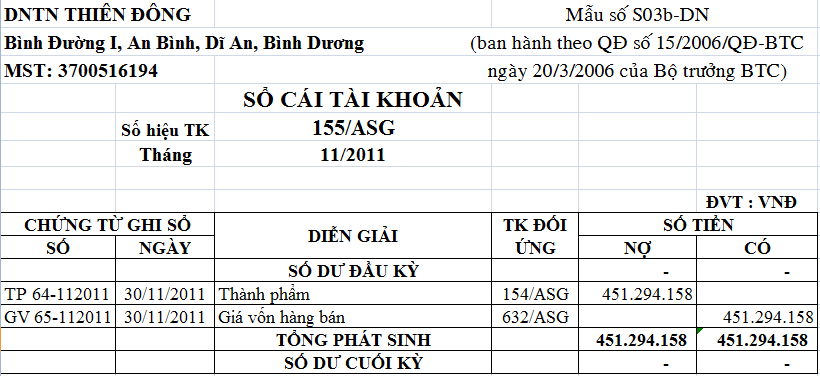 DNTN THIÊN ĐÔNG Mẫu số S03b-DN
Bình Đường I, An Bình, Dĩ An, Bình Dương (ban hành theo QĐ số 15/2006/QĐ-BTC
MST: 3700516194 ngày 20/3/2006 của Bộ trưởng BTC)
SỔ CÁI TÀI KHOẢN
Số hiệu TK 155/ASG
Tháng 11/2011
ĐVT : VNĐ
CHỨNG TỪ GHI SỔ DIỄN GIẢI TK ĐỐI ỨNG SỐ TIỀN
SỐ NGÀY NỢ CÓ
SỐ DƯ ĐẦU KỲ - -
TP 64-112011 30/11/2011 Thành phẩm 154/ASG 451.294.158
GV 65-112011 30/11/2011 Giá vốn hàng bán 632/ASG 451.294.158
TỔNG PHÁT SINH 451.294.158 451.294.158
SỐ DƯ CUỐI KỲ - -